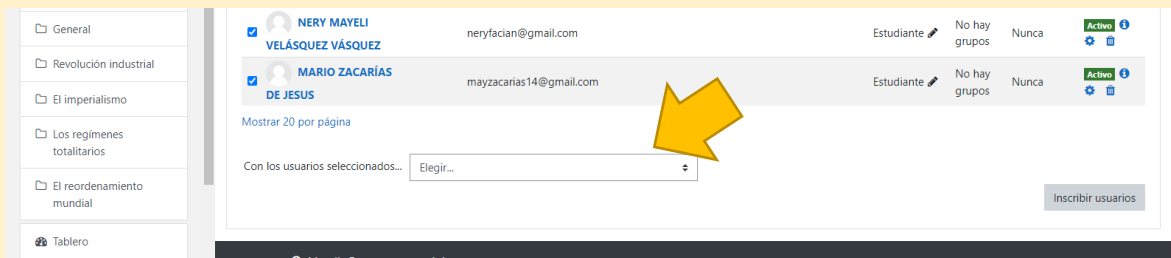 General
Revolución industrial
El imperialismo
Los regímenes
totalitarios
El reordenamiento
mundial
Tablero
NERY MAYELI
VELÁSQUEZ VÁSQUEZ
neryfacian@gmail.com
Estudiante
No hay
grupos
Nunca
Activo
MARIO ZACARÍAS
DE JESUS
mayzacarias14@gmail.com
Estudiante
No hay
grupos
Nunca
Activo
Mostrar 20 por página
Con los usuarios seleccionados...
Elegir...
Inscribir usuarios